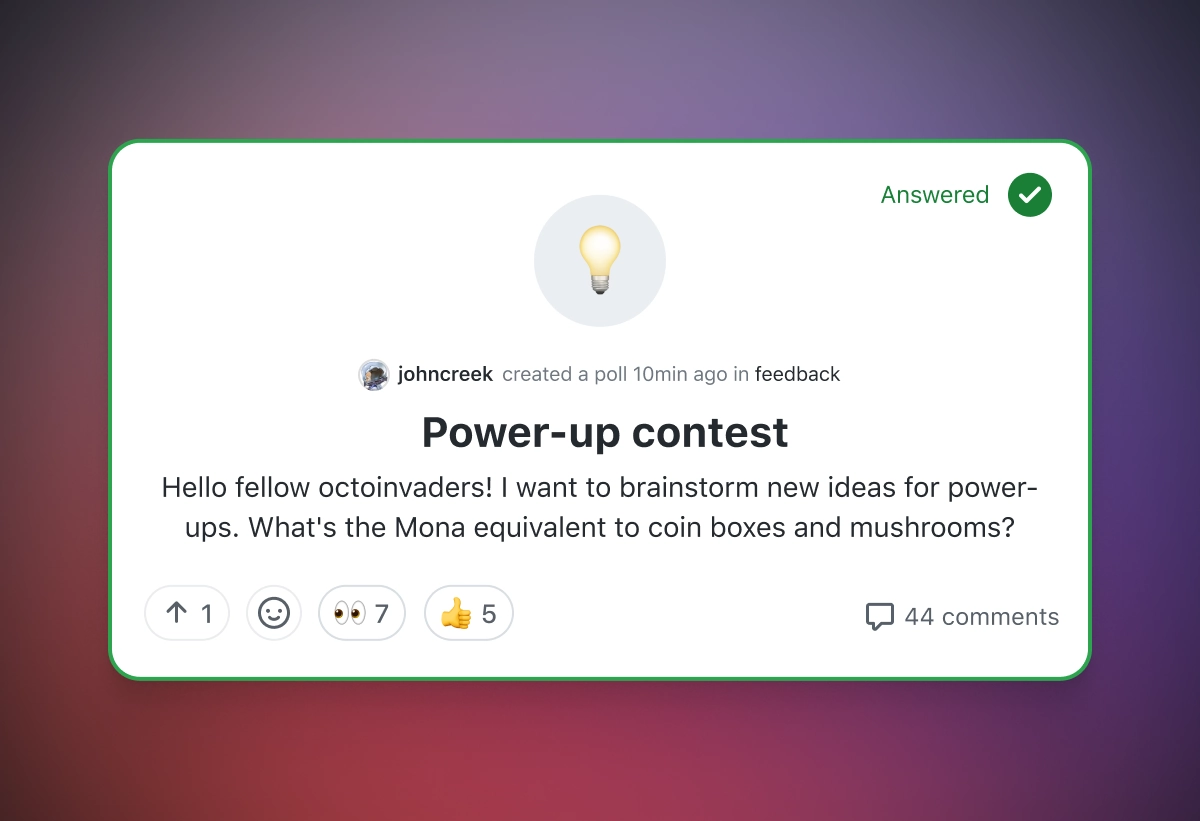 Answered
johncreek created a poll 10min ago in feedback
Power-up contest
Hello fellow octoinvaders! I want to brainstorm new ideas for power-
ups. What's the Mona equivalent to coin boxes and mushrooms?
1 7 5 44 comments